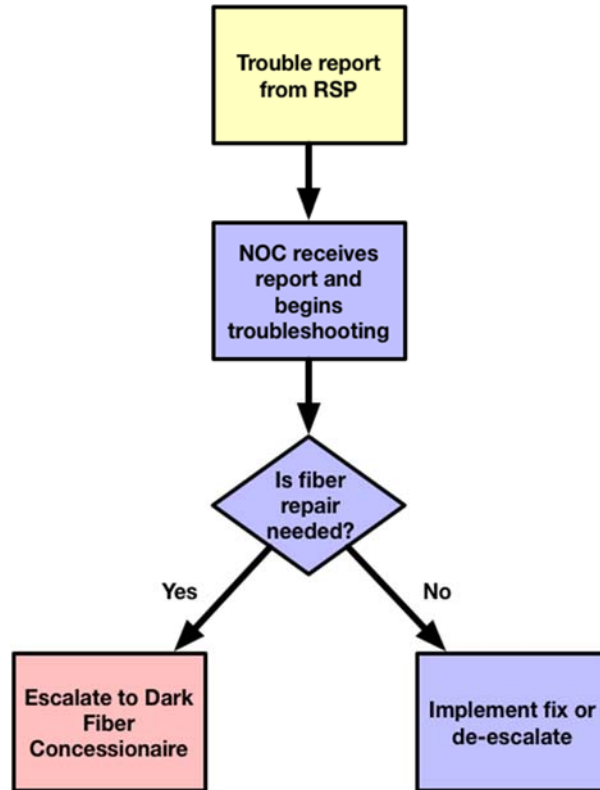 Trouble report
from RSP
NOC receives
report and
begins
troubleshooting
Is fiber
repair
needed?
Yes
No
Escalate to Dark
Fiber
Concessionaire
Implement fix or
de-escalate